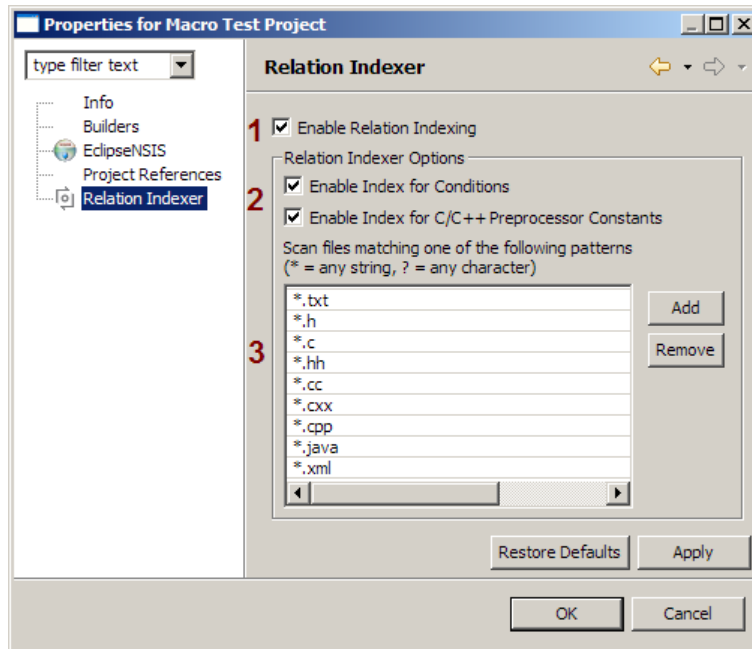 Properties for Macro Test Project
type filter text
Info
Builders
EclipseNSIS
Project References
Relation Indexer
Relation Indexer
1
Enable Relation Indexing
Relation Indexer Options
2
Enable Index for Conditions
Enable Index for C/C++ Preprocessor Constants
Scan files matching one of the following patterns
(* = any string, ? = any character)
3
*.txt
*.h
*.c
*.hh
*.cc
*.cxx
*.cpp
*.java
*.xml
Add
Remove
Restore Defaults
Apply
OK
Cancel